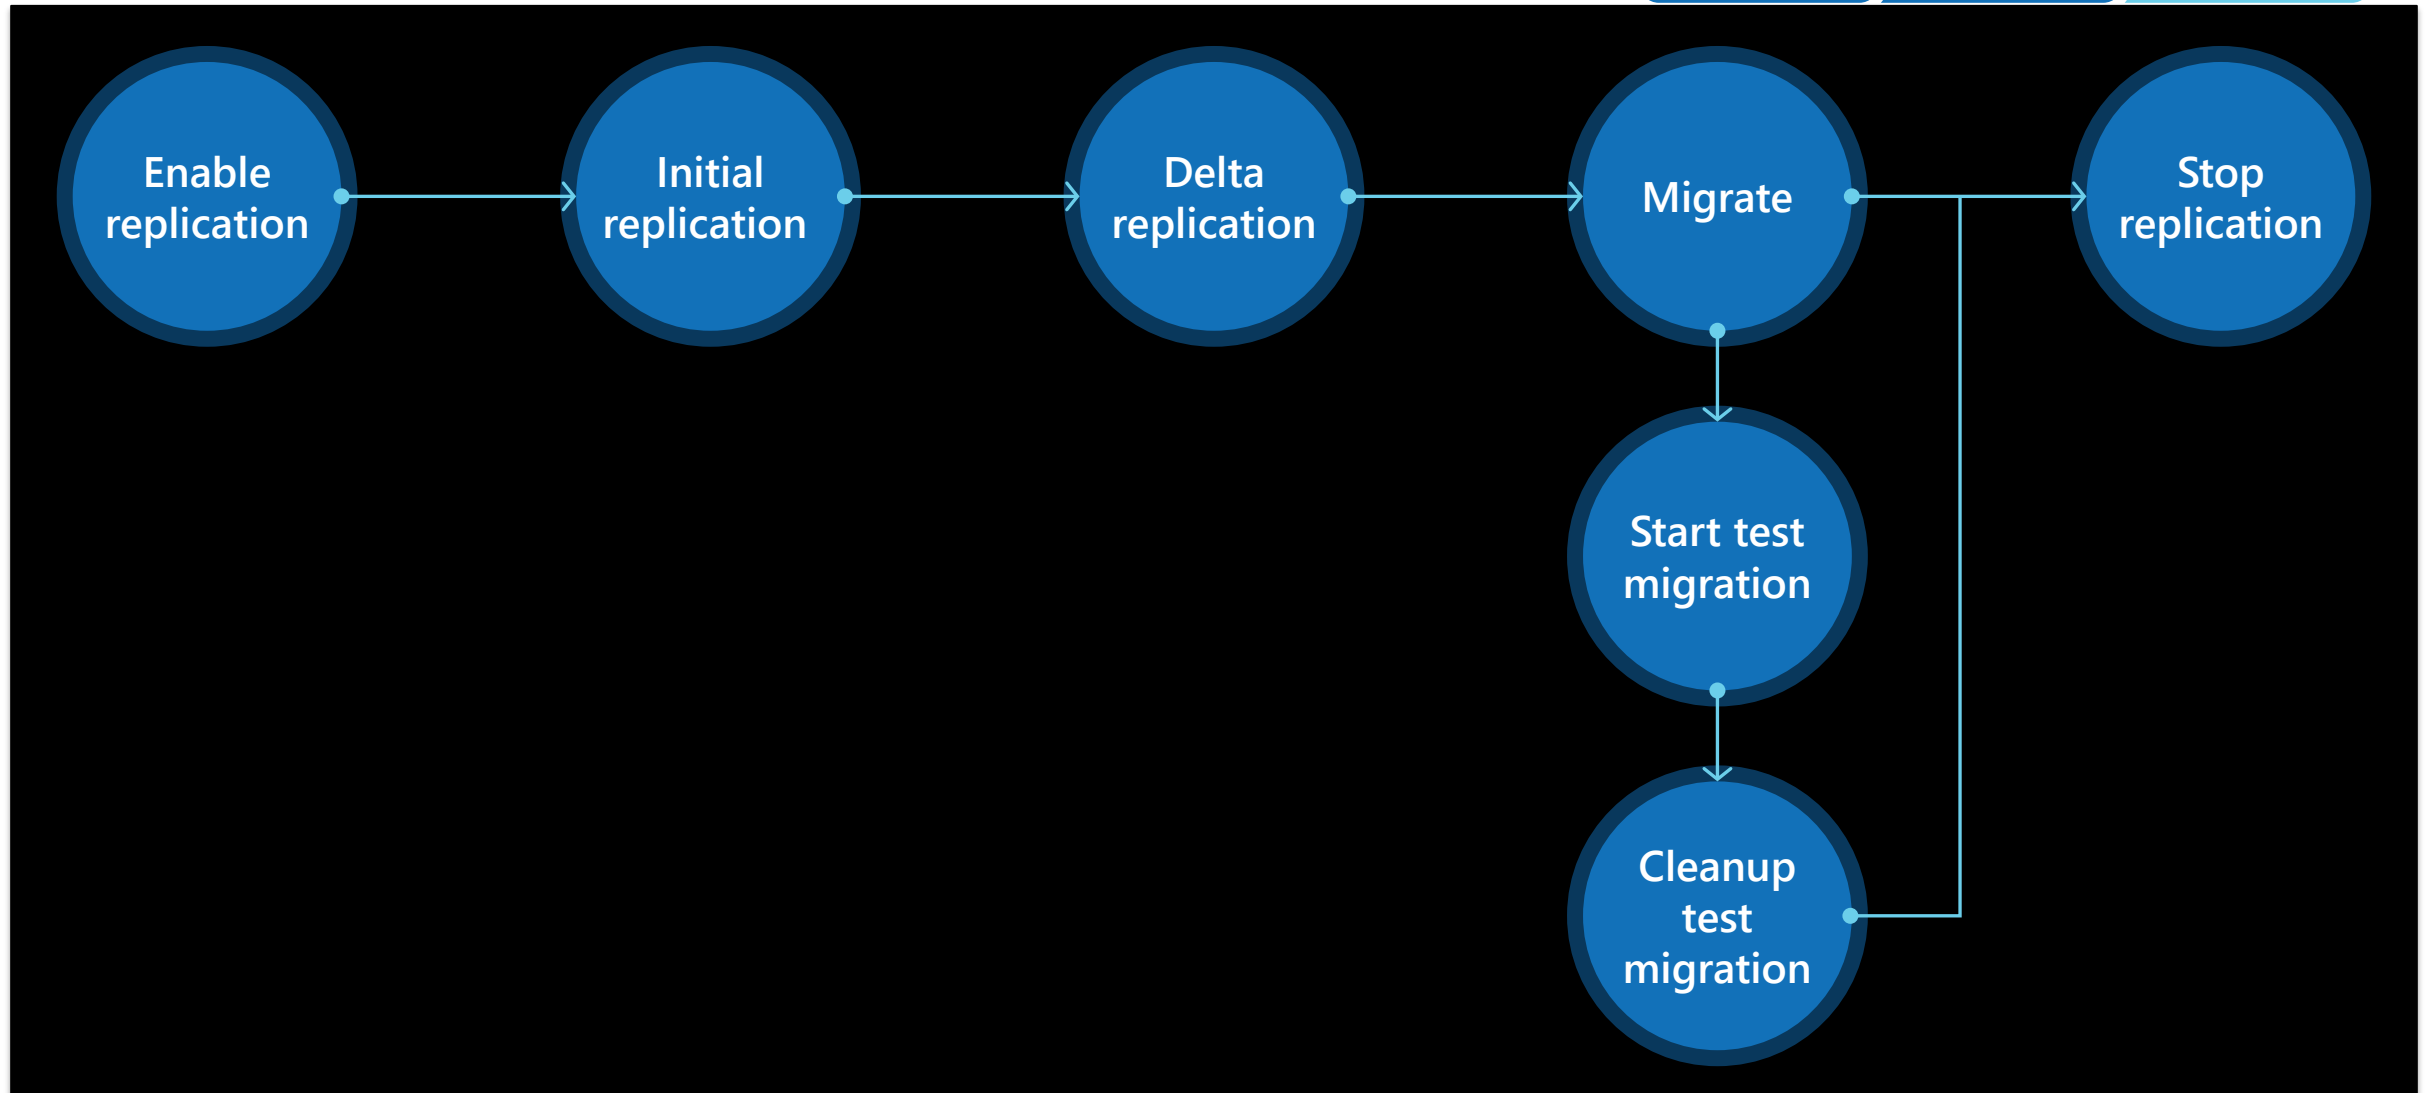 Enable
replication
Initial
replication
Delta
replication
Migrate
Stop
replication
Start test
migration
Cleanup
test
migration